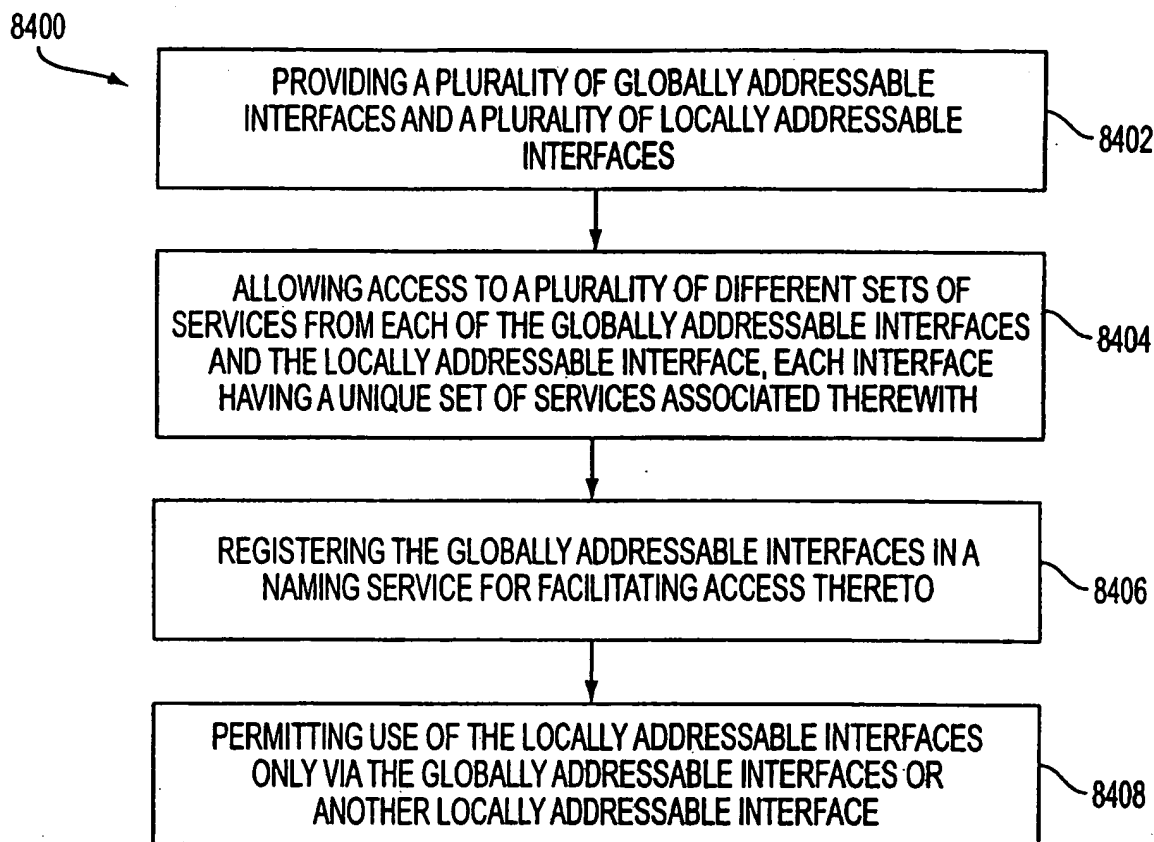 8400
PROVIDING A PLURALITY OF GLOBALLY ADDRESSABLE
INTERFACES AND A PLURALITY OF LOCALLY ADDRESSABLE
INTERFACES
8402
ALLOWING ACCESS TO A PLURALITY OF DIFFERENT SETS OF
SERVICES FROM EACH OF THE GLOBALLY ADDRESSABLE INTERFACES
AND THE LOCALLY ADDRESSABLE INTERFACE, EACH INTERFACE
HAVING A UNIQUE SET OF SERVICES ASSOCIATED THEREWITH
8404
REGISTERING THE GLOBALLY ADDRESSABLE INTERFACES IN A
NAMING SERVICE FOR FACILITATING ACCESS THERETO
8406
PERMITTING USE OF THE LOCALLY ADDRESSABLE INTERFACES
ONLY VIA THE GLOBALLY ADDRESSABLE INTERFACES OR
ANOTHER LOCALLY ADDRESSABLE INTERFACE
8408